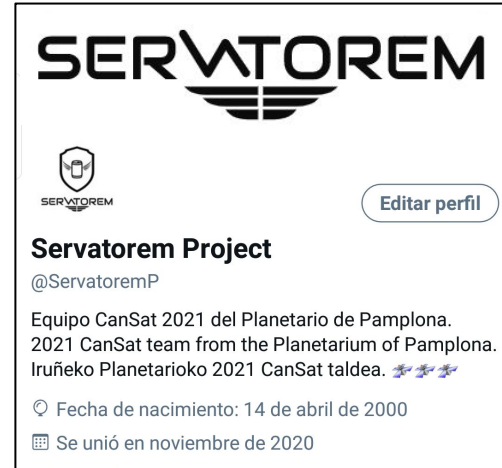 SERVATOREM
SERVATOREM
Editar perfil
Servatorem Project
@ServatoremP
Equipo CanSat 2021 del Planetario de Pamplona.
2021 CanSat team from the Planetarium of Pamplona.
Iruñeko Planetarioko 2021 CanSat taldea. 🛰️🛰️🛰️
Fecha de nacimiento: 14 de abril de 2000
Se unió en noviembre de 2020